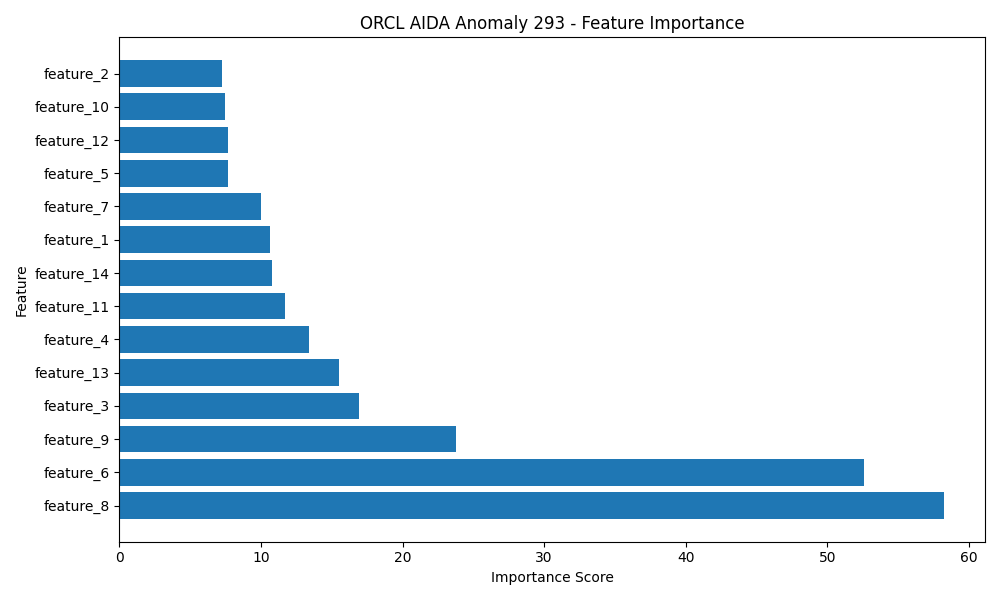 ORCL AIDA Anomaly 293 - Feature Importance
Feature
feature_2
feature_10
feature_12
feature_5
feature_7
feature_1
feature_14
feature_11
feature_4
feature_13
feature_3
feature_9
feature_6
feature_8
0 10 20 30 40 50 60
Importance Score